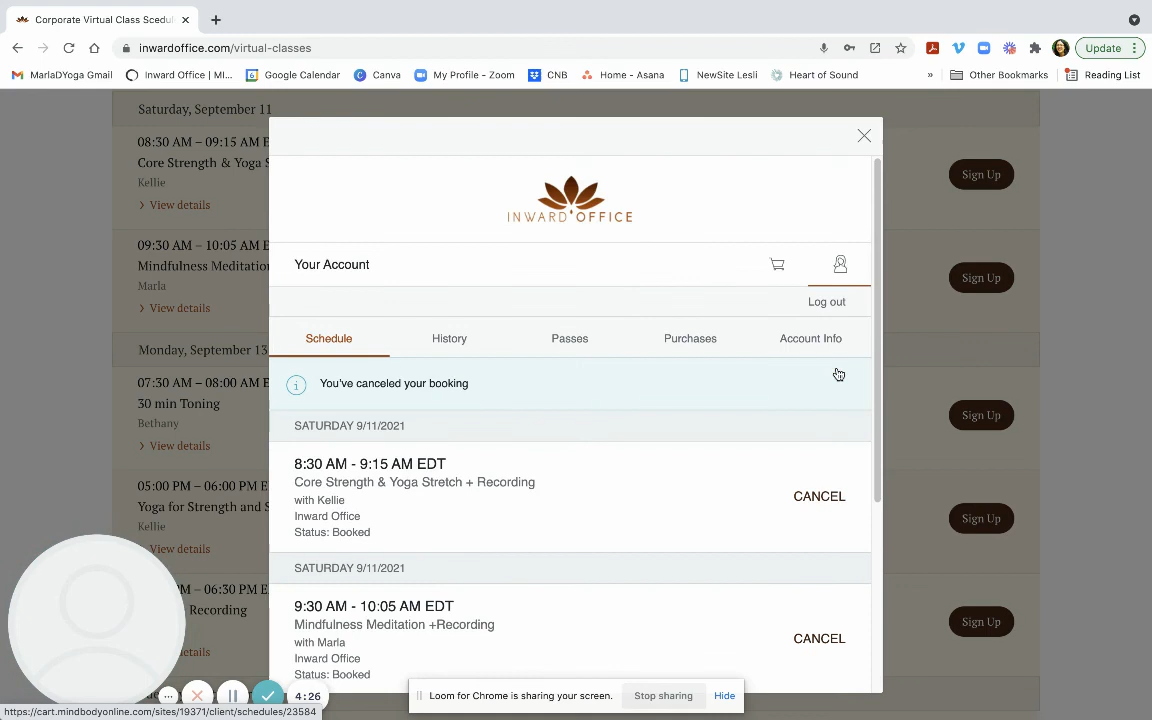 Corporate Virtual Class Scedul
inwardoffice.com/virtual-classes
Update
MarlaDYoga Gmail
Inward Office | MI...
Google Calendar
Canva
My Profile - Zoom
CNB
Home - Asana
NewSite Lesli
Heart of Sound
»
Other Bookmarks
Reading List
Saturday, September 11
08:30 AM – 09:15 AM E
Core Strength & Yoga S
Kellie
> View details
Sign Up
09:30 AM – 10:05 AM E
Mindfulness Meditatio
Marla
> View details
Sign Up
Monday, September 13
07:30 AM – 08:00 AM E
30 min Toning
Bethany
> View details
Sign Up
05:00 PM – 06:00 PM E
Yoga for Strength and S
Kellie
View details
Sign Up
PM – 06:30 PM E
Recording
tails
Sign Up
INWARD OFFICE
Your Account
Log out
Schedule
History
Passes
Purchases
Account Info
You've canceled your booking
SATURDAY 9/11/2021
8:30 AM - 9:15 AM EDT
Core Strength & Yoga Stretch + Recording
with Kellie
Inward Office
Status: Booked
CANCEL
SATURDAY 9/11/2021
9:30 AM - 10:05 AM EDT
Mindfulness Meditation +Recording
with Marla
Inward Office
Status: Booked
CANCEL
4:26
Loom for Chrome is sharing your screen.
Stop sharing
Hide
https://cart.mindbodyonline.com/sites/19371/client/schedules/23584